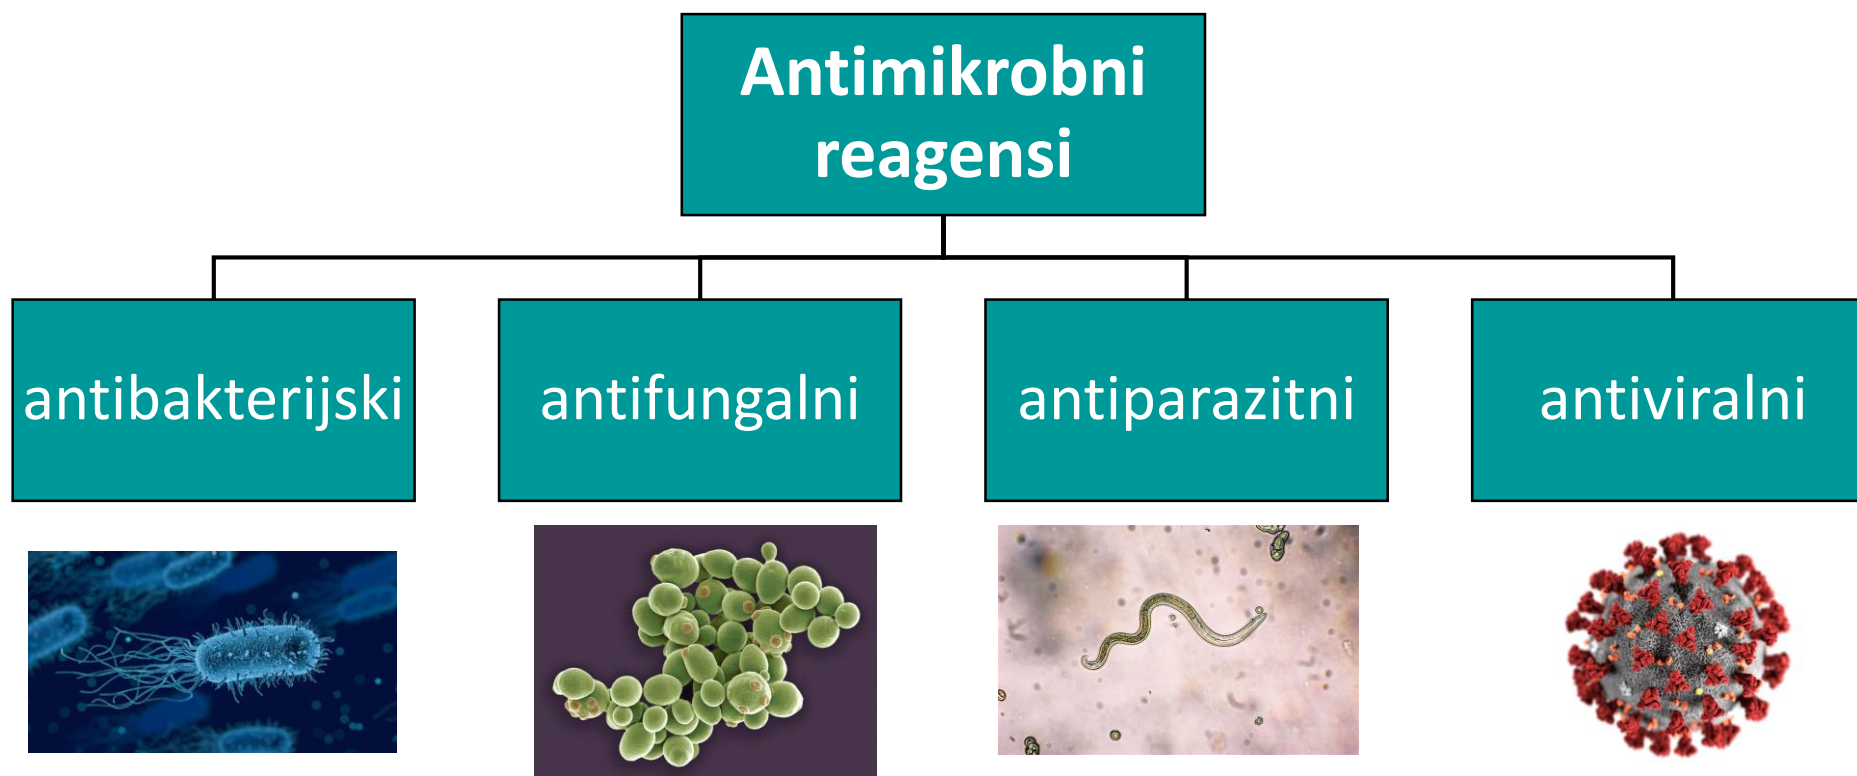 Antimikrobni
reagensi
antibakterijski
antifungalni
antiparazitni
antiviralni